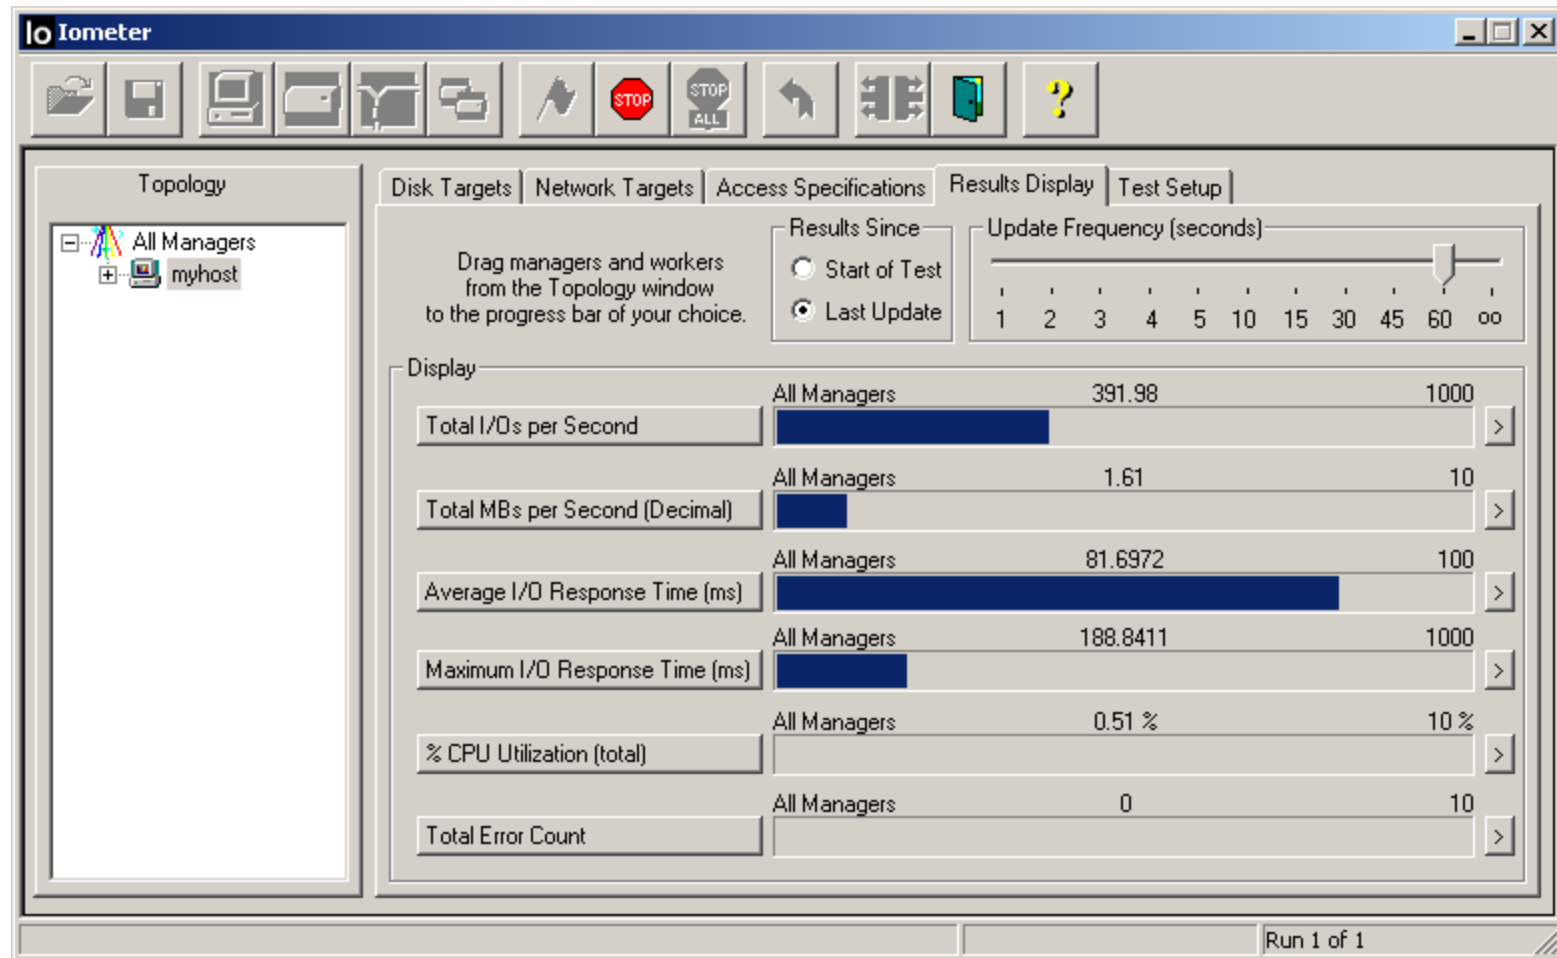 Io Iometer
STOP
STOP
ALL
?
Topology
All Managers
myhost
Disk Targets
Network Targets
Access Specifications
Results Display
Test Setup
Drag managers and workers
from the Topology window
to the progress bar of your choice.
Results Since
Start of Test
Last Update
Update Frequency (seconds)
1 2 3 4 5 10 15 30 45 60 oo
Display
All Managers 391.98 1000
Total I/Os per Second >
All Managers 1.61 10
Total MBs per Second (Decimal) >
All Managers 81.6972 100
Average I/O Response Time (ms) >
All Managers 188.8411 1000
Maximum I/O Response Time (ms) >
All Managers 0.51 % 10 %
% CPU Utilization (total) >
All Managers 0 10
Total Error Count >
Run 1 of 1